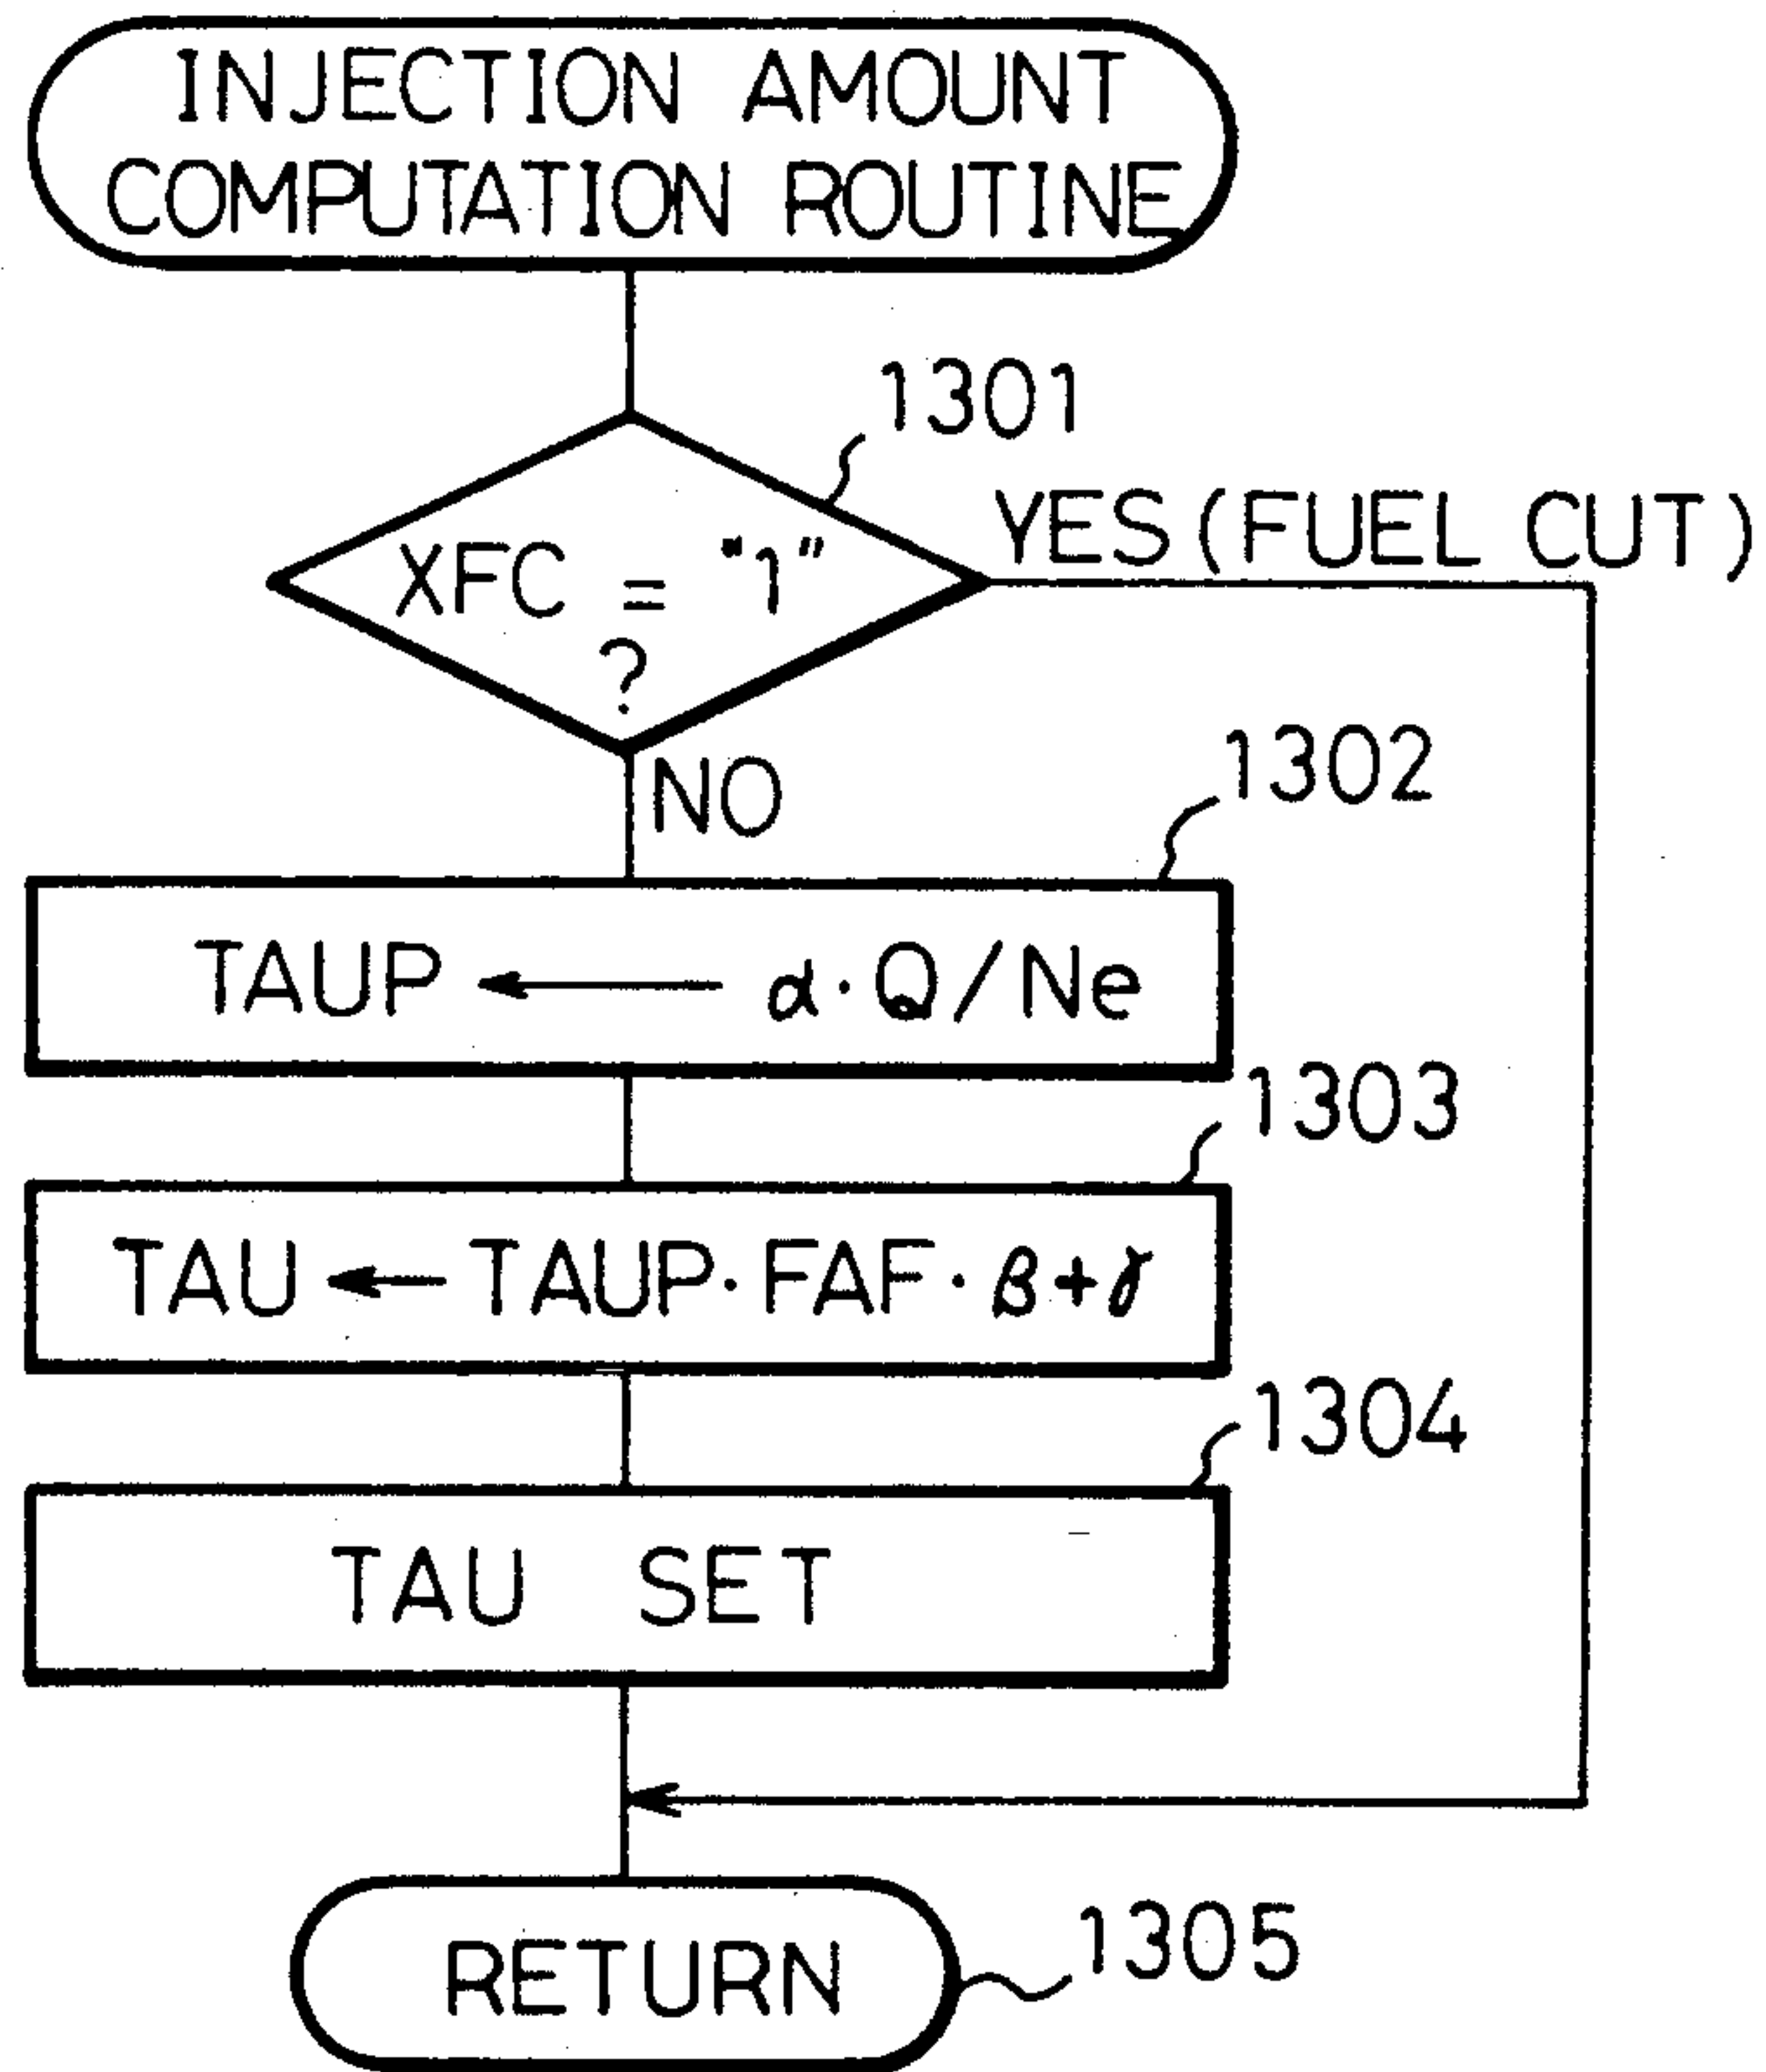 INJECTION AMOUNT
COMPUTATION ROUTINE
1301
YES (FUEL CUT)
XFC = "1"
?
NO
1302
TAUP ← α·Q/Ne
1303
TAU ← TAUP·FAF·β+γ
1304
TAU SET
RETURN
1305